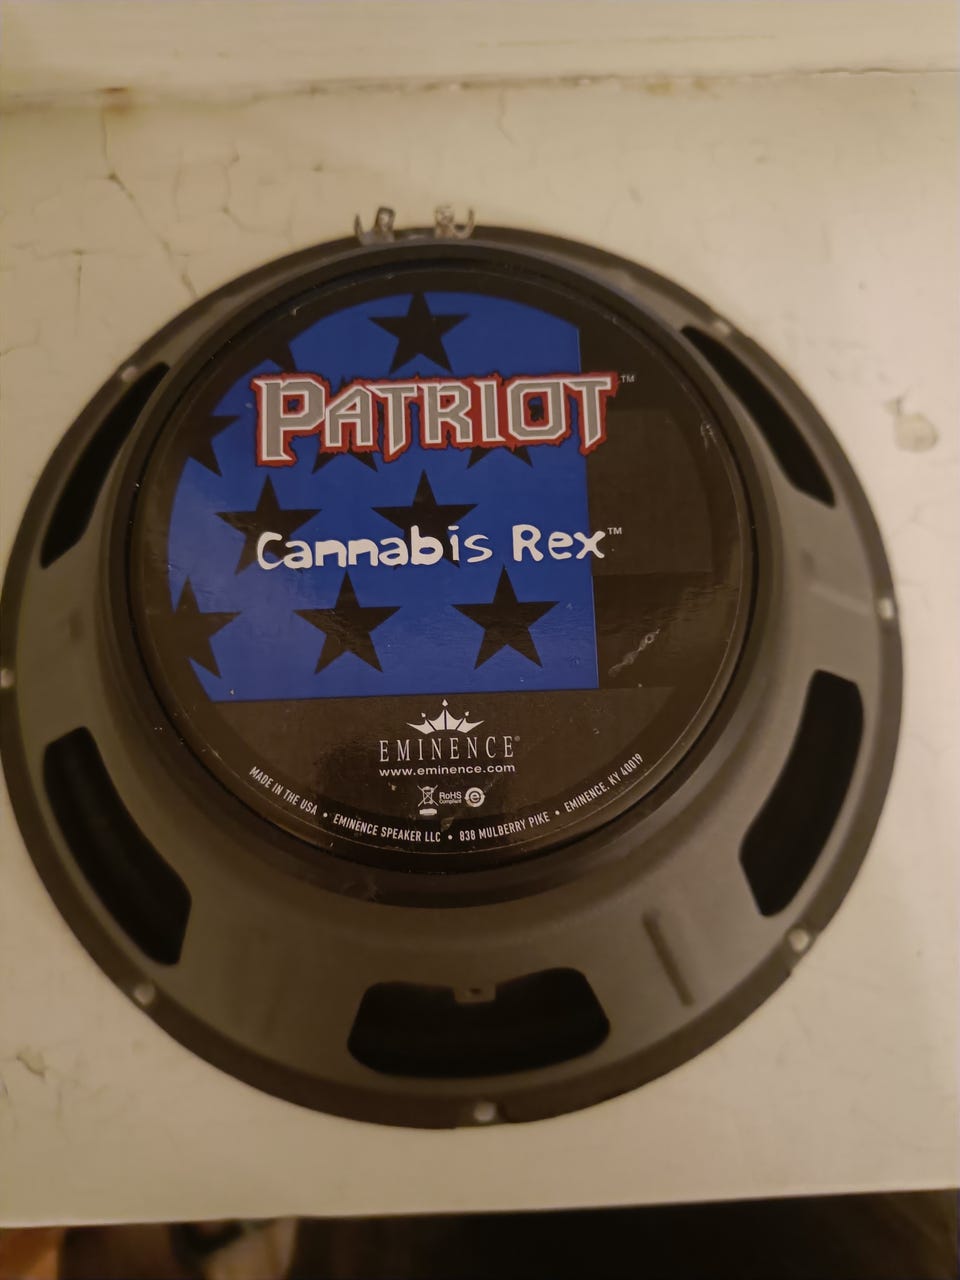 PATRIOT™
Cannabis Rex™
EMINENCE®
www.eminence.com
RoHS
Compliant
e
MADE IN THE USA • EMINENCE SPEAKER LLC • 838 MULBERRY PIKE • EMINENCE, KY 40019